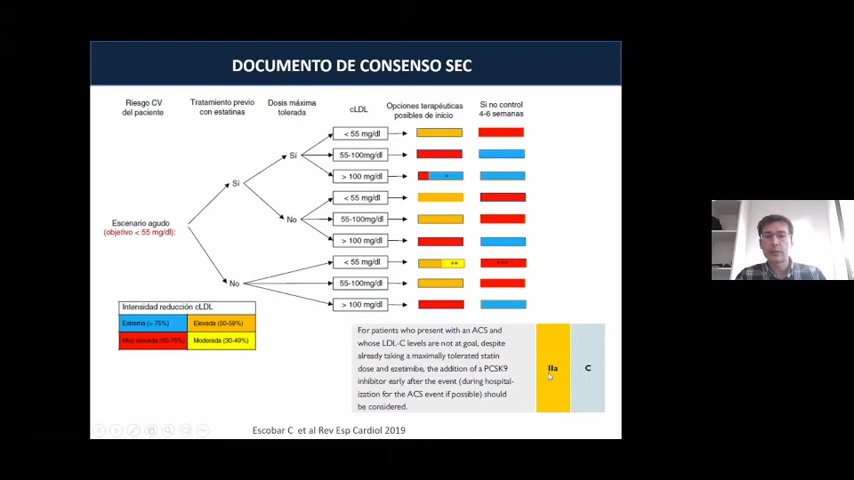 DOCUMENTO DE CONSENSO SEC
Riesgo CV
del paciente
Tratamiento previo
con estatinas
Dosis máxima
tolerada
cLDL
Opciones terapéuticas
posibles de inicio
Si no control
4-6 semanas
< 55 mg/dl
55-100mg/dl
> 100 mg/dl
*
< 55 mg/dl
55-100mg/dl
> 100 mg/dl
< 55 mg/dl
**
***
55-100mg/dl
> 100 mg/dl
Sí
No
Sí
No
Escenario agudo
(objetivo < 55 mg/dl):
Intensidad reducción cLDL
Extrema (> 75%)
Elevada (50-59%)
Muy elevada (60-75%)
Moderada (30-49%)
For patients who present with an ACS and
whose LDL-C levels are not at goal, despite
already taking a maximally tolerated statin
dose and ezetimibe, the addition of a PCSK9
inhibitor early after the event (during hospital-
ization for the ACS event if possible) should
be considered.
IIa
C
Escobar C et al Rev Esp Cardiol 2019